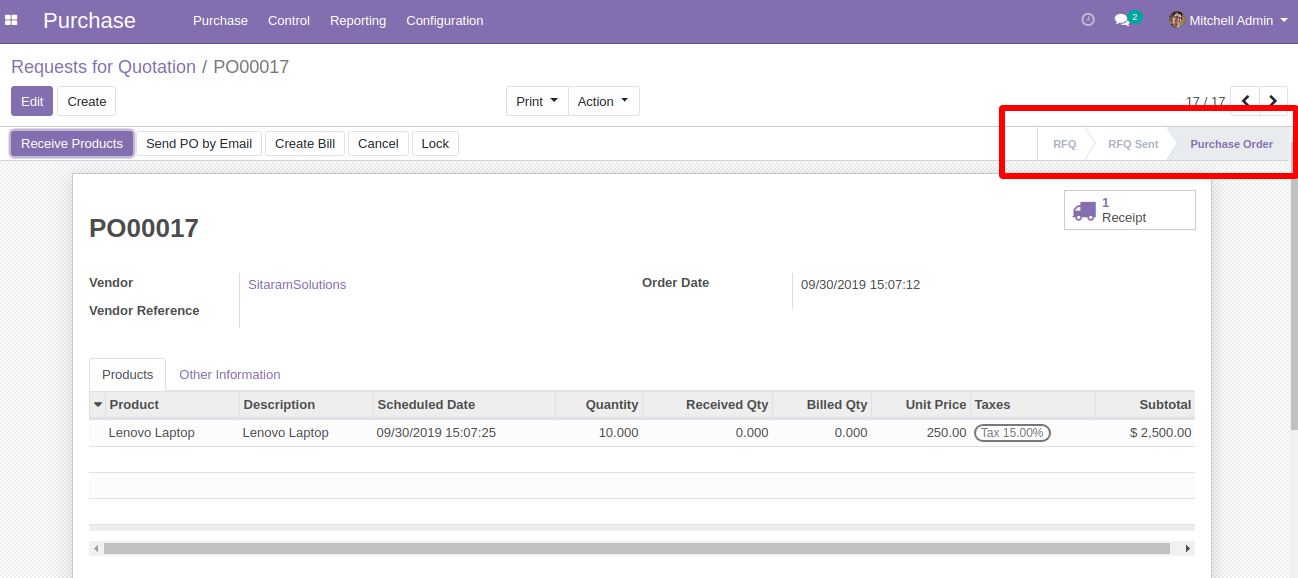 Purchase Purchase Control Reporting Configuration 2 Mitchell Admin
Requests for Quotation / PO00017
Edit Create Print Action 17 / 17
Receive Products Send PO by Email Create Bill Cancel Lock RFQ RFQ Sent Purchase Order
1
Receipt
PO00017
Vendor SitaramSolutions Order Date 09/30/2019 15:07:12
Vendor Reference
Products Other Information
Product Description Scheduled Date Quantity Received Qty Billed Qty Unit Price Taxes Subtotal
Lenovo Laptop Lenovo Laptop 09/30/2019 15:07:25 10.000 0.000 0.000 250.00 Tax 15.00% $ 2,500.00